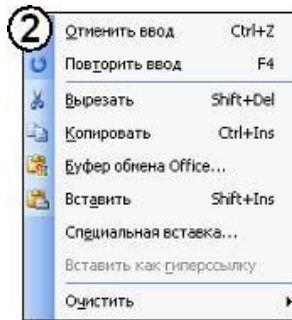 2
Отменить ввод Ctrl+Z
Повторить ввод F4
Вырезать Shift+Del
Копировать Ctrl+Ins
Буфер обмена Office...
Вставить Shift+Ins
Специальная вставка...
Вставить как гиперссылку
Очистить